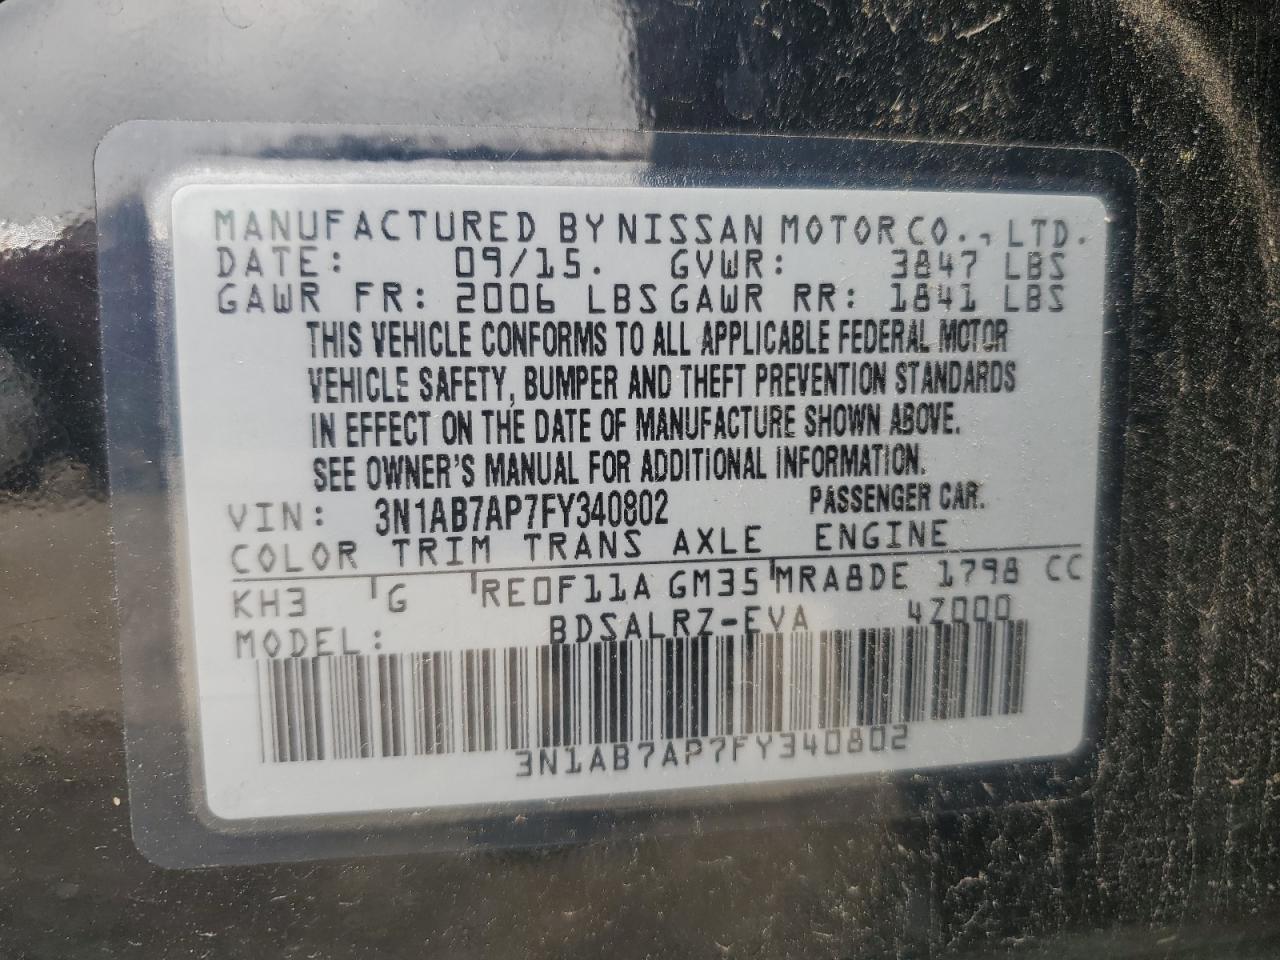 MANUFACTURED BY NISSAN MOTOR CO., LTD.
DATE: 09/15. GVWR: 3847 LBS
GAWR FR: 2006 LBS GAWR RR: 1841 LBS
THIS VEHICLE CONFORMS TO ALL APPLICABLE FEDERAL MOTOR
VEHICLE SAFETY, BUMPER AND THEFT PREVENTION STANDARDS
IN EFFECT ON THE DATE OF MANUFACTURE SHOWN ABOVE.
SEE OWNER'S MANUAL FOR ADDITIONAL INFORMATION.
VIN: 3N1AB7AP7FY340802 PASSENGER CAR.
COLOR TRIM TRANS AXLE ENGINE
KH3 G RE0F11A GM35 MRA8DE 1798 CC
MODEL: BDSALRZ-EVA 4Z000
3N1AB7AP7FY340802